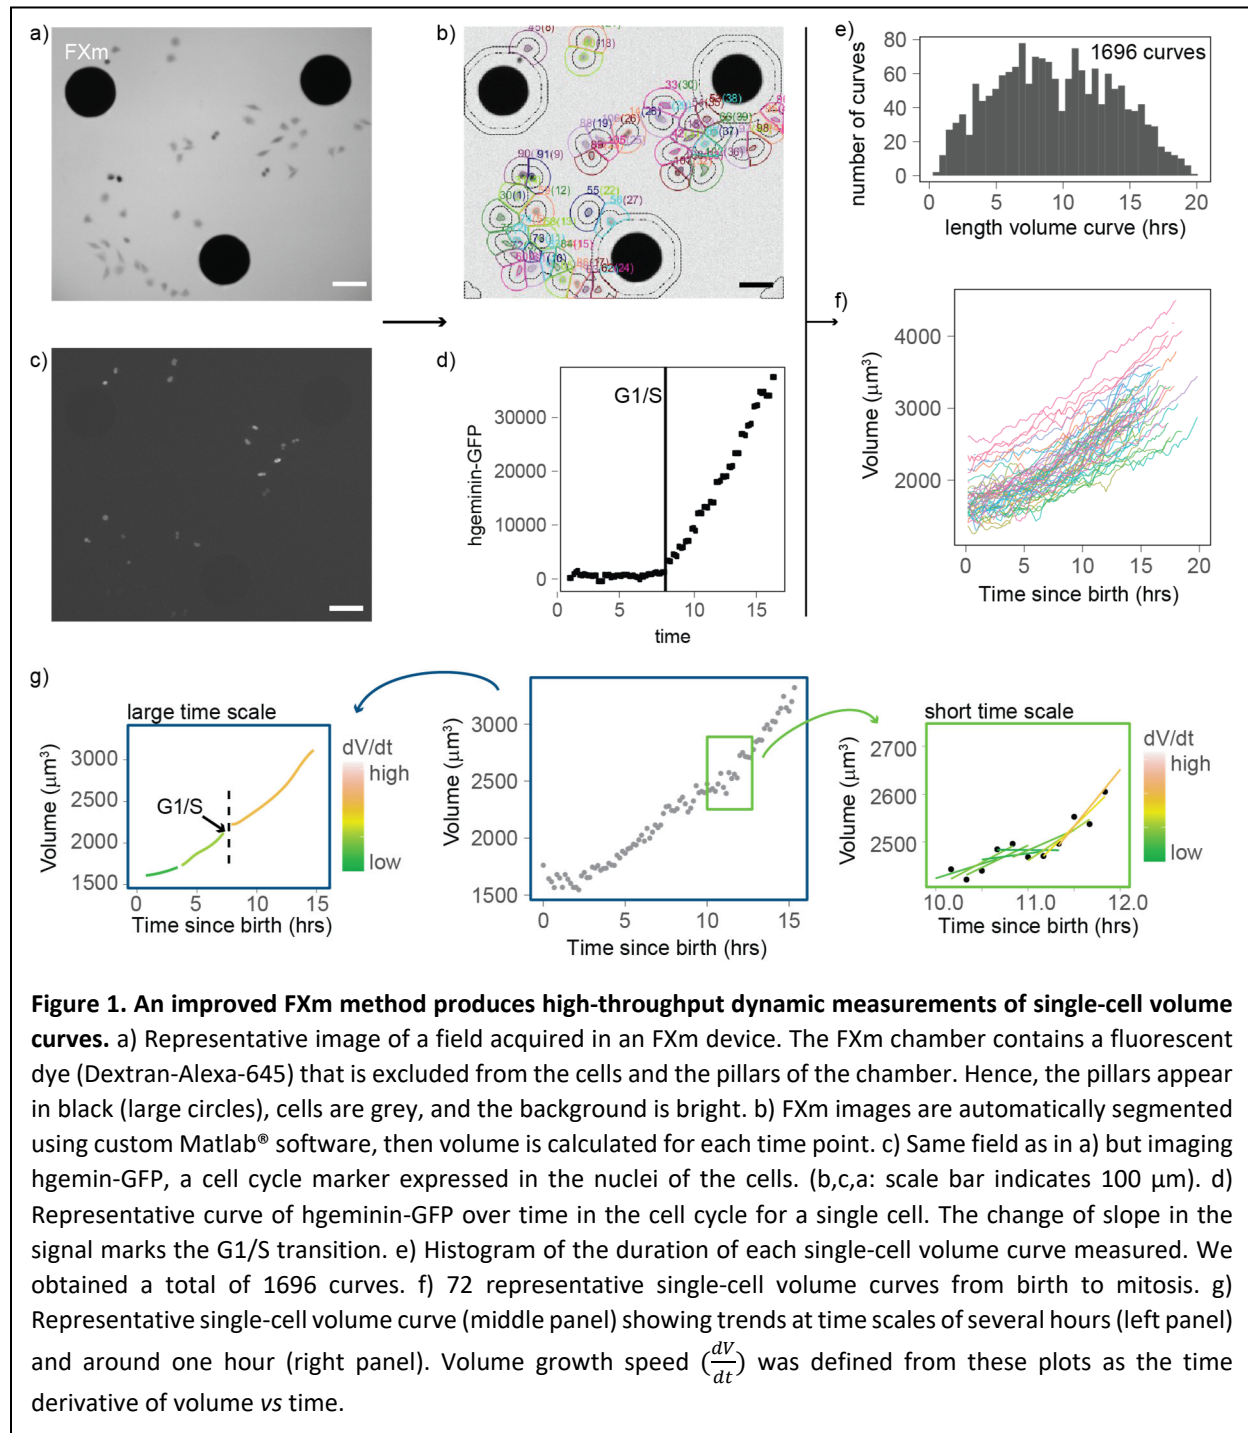 a)
FXm
b)
e)
1696 curves
80
60
40
20
0
number of curves
0
5
10
15
20
length volume curve (hrs)
90(1)
91(9)
30(1)
55(22)
33(30)
c)
d)
G1/S
30000
20000
10000
0
hgeminin-GFP
0
5
10
15
time
f)
4000
3000
2000
Volume (μm³)
0
5
10
15
20
Time since birth (hrs)
g)
large time scale
3000
2500
2000
1500
Volume (μm³)
G1/S
0
5
15
Time since birth (hrs)
dV/dt
high
low
3000
2500
2000
1500
Volume (μm³)
0
5
10
15
Time since birth (hrs)
short time scale
2700
2600
2500
Volume (μm³)
10.0
11.0
12.0
Time since birth (hrs)
dV/dt
high
low
Figure 1. An improved FXm method produces high-throughput dynamic measurements of single-cell volume
curves. a) Representative image of a field acquired in an FXm device. The FXm chamber contains a fluorescent
dye (Dextran-Alexa-645) that is excluded from the cells and the pillars of the chamber. Hence, the pillars appear
in black (large circles), cells are grey, and the background is bright. b) FXm images are automatically segmented
using custom Matlab® software, then volume is calculated for each time point. c) Same field as in a) but imaging
hgemin-GFP, a cell cycle marker expressed in the nuclei of the cells. (b,c,a: scale bar indicates 100 μm). d)
Representative curve of hgeminin-GFP over time in the cell cycle for a single cell. The change of slope in the
signal marks the G1/S transition. e) Histogram of the duration of each single-cell volume curve measured. We
obtained a total of 1696 curves. f) 72 representative single-cell volume curves from birth to mitosis. g)
Representative single-cell volume curve (middle panel) showing trends at time scales of several hours (left panel)
and around one hour (right panel). Volume growth speed (dV/dt) was defined from these plots as the time
derivative of volume vs time.